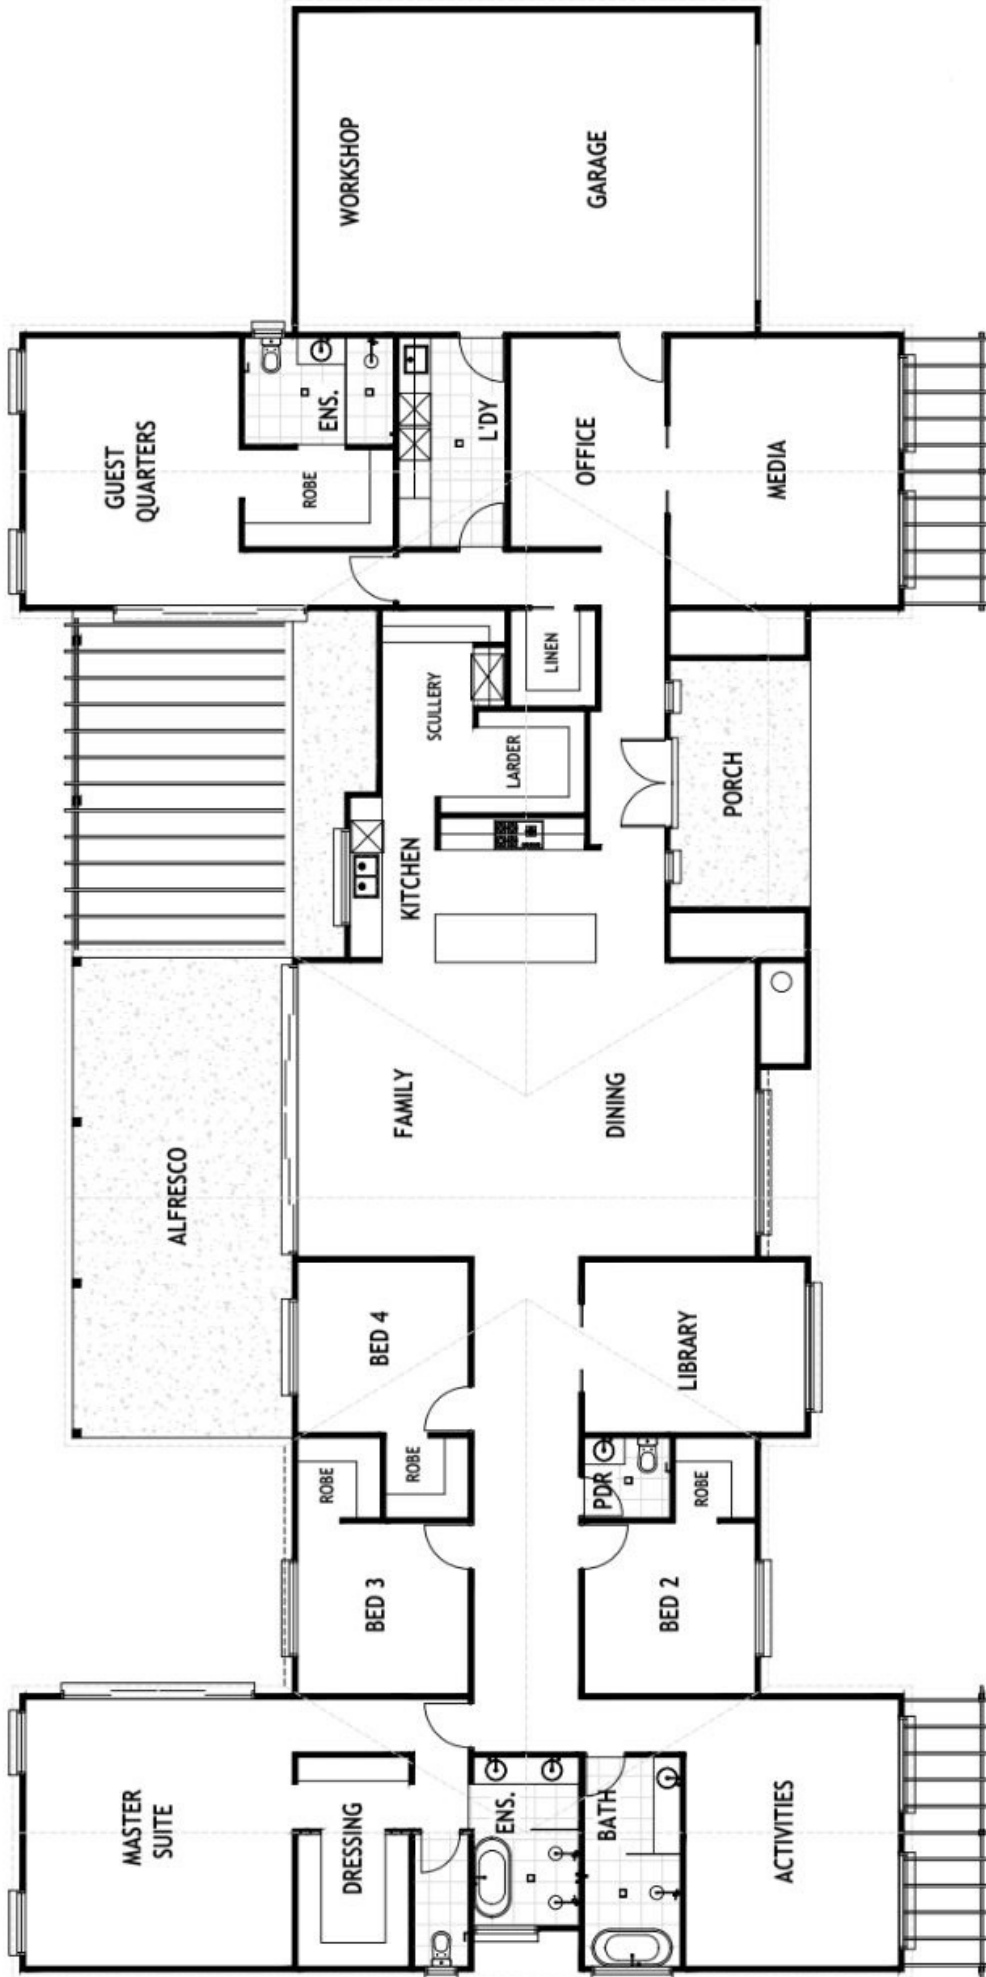 WORKSHOP
GARAGE
GUEST
QUARTERS
ENS.
ROBE
L'DY
OFFICE
MEDIA
SCULLERY
LINEN
LARDER
KITCHEN
PORCH
ALFRESCO
FAMILY
DINING
BED 4
LIBRARY
ROBE
ROBE
PDR
ROBE
BED 3
BED 2
MASTER
SUITE
DRESSING
ENS.
BATH
ACTIVITIES